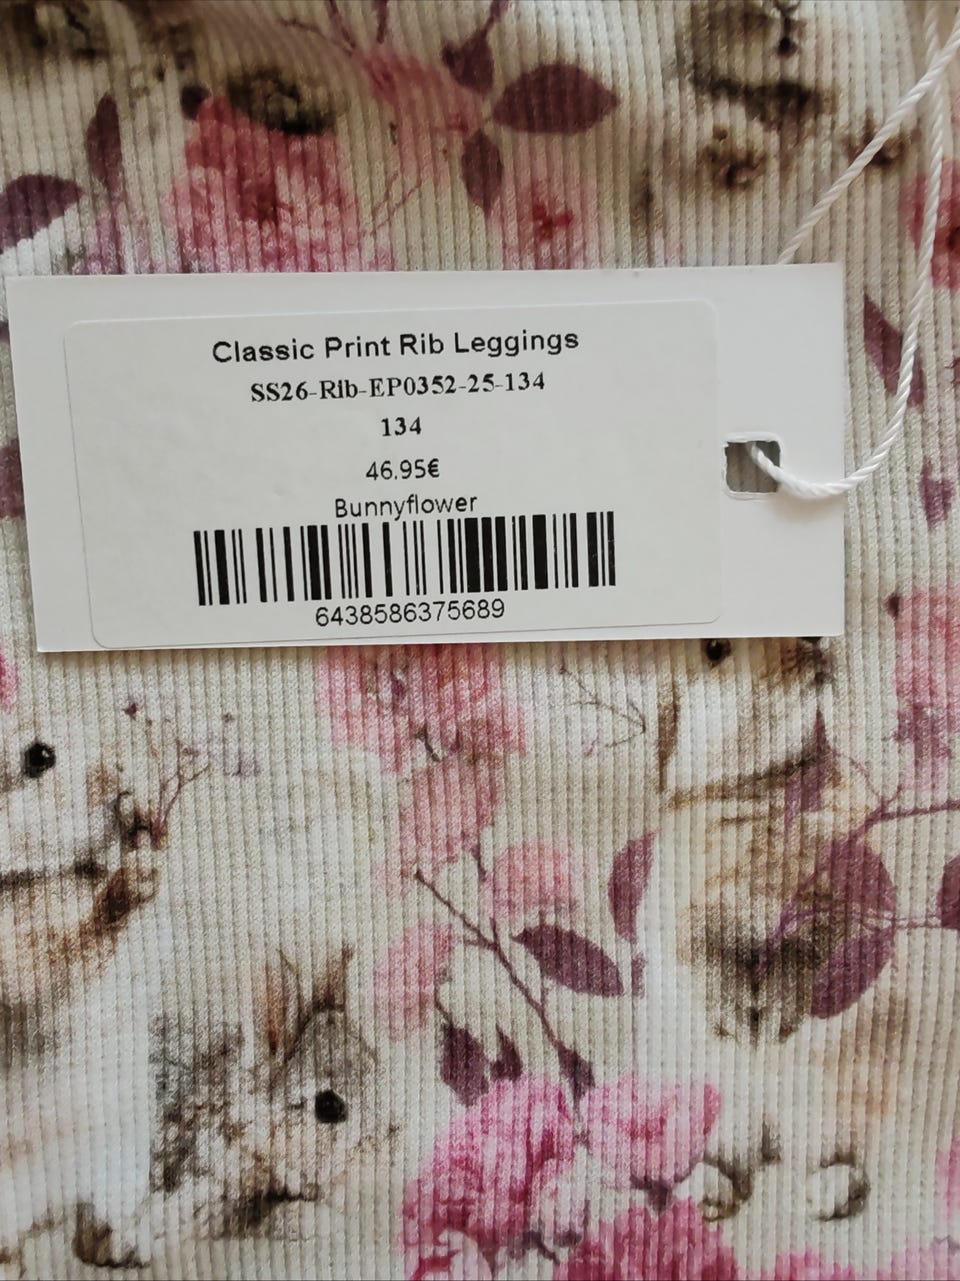 Classic Print Rib Leggings
SS26-Rib-EP0352-25-134
134
46.95€
Bunnyflower
6438586375689